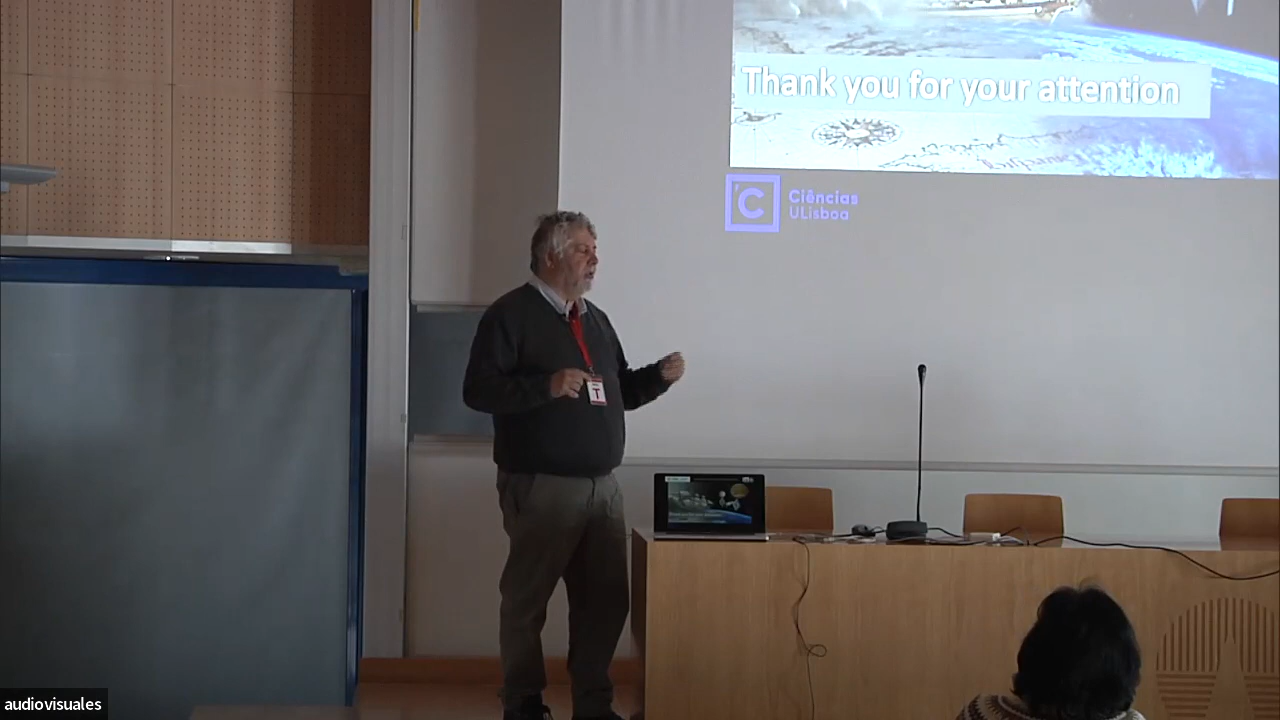 Thank you for your attention
C
Ciências
ULisboa
T
audiovisuales